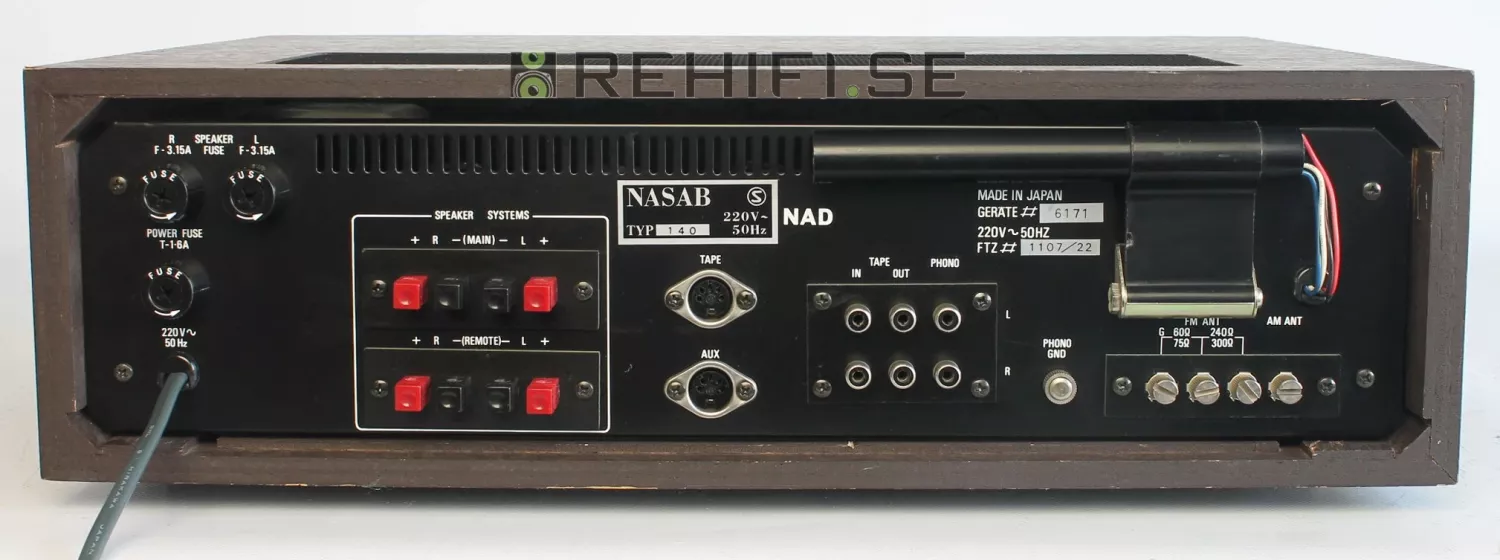 REHIFI.SE
R SPEAKER L
F-3.15A FUSE F-3.15A
FUSE FUSE
POWER FUSE
T-1·6A
FUSE
220V~
50Hz
SPEAKER SYSTEMS
+ R –(MAIN)– L +
+ R –(REMOTE)– L +
NASAB S
220V~
TYP 140 50Hz
NAD
TAPE
AUX
TAPE PHONO
IN OUT
L
R
PHONO
GND
MADE IN JAPAN
GERATE # 6171
220V~50HZ
FTZ # 1107/22
FM ANT AM ANT
G 60Ω 240Ω
75Ω 300Ω